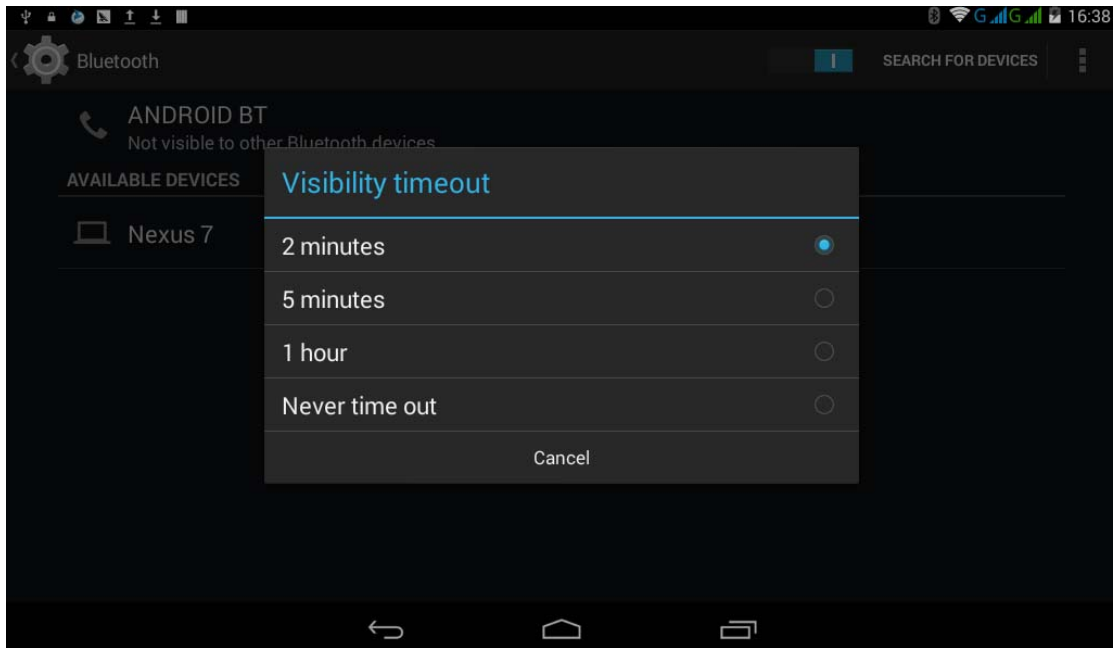 G G 16:38
Bluetooth SEARCH FOR DEVICES
ANDROID BT
Not visible to other Bluetooth devices
AVAILABLE DEVICES
Nexus 7
Visibility timeout
2 minutes
5 minutes
1 hour
Never time out
Cancel